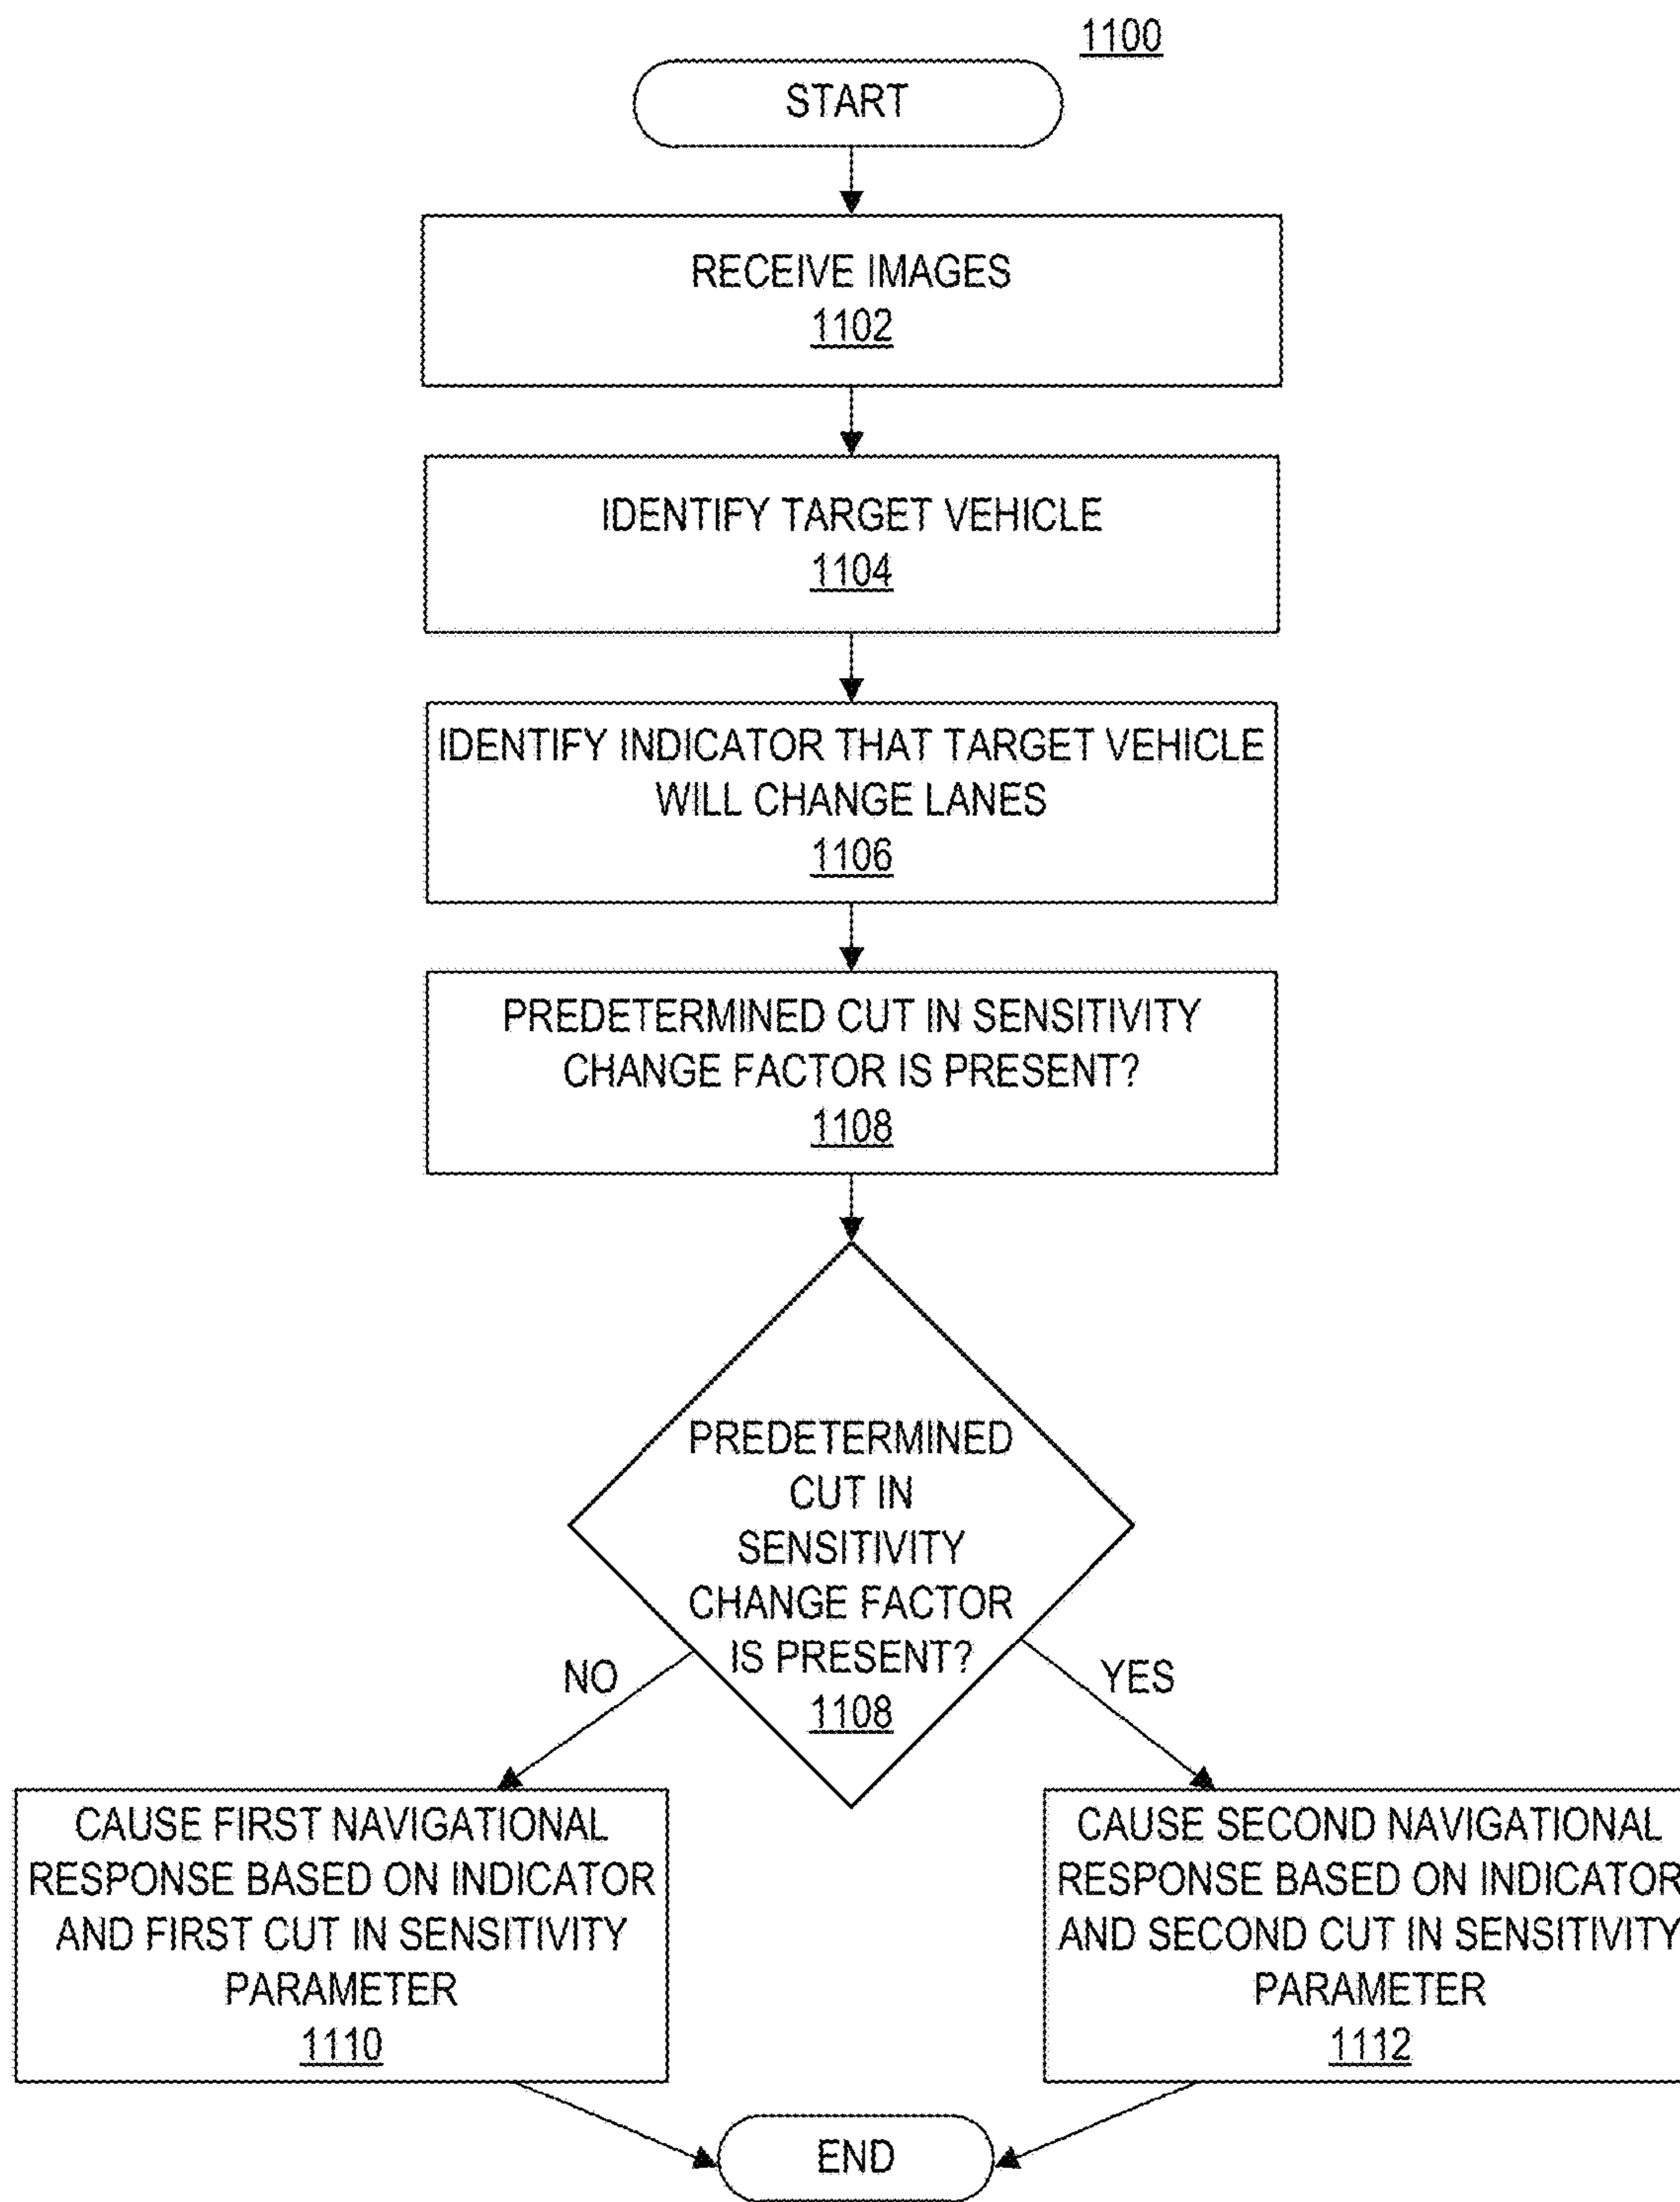 1100
START
RECEIVE IMAGES
1102
IDENTIFY TARGET VEHICLE
1104
IDENTIFY INDICATOR THAT TARGET VEHICLE
WILL CHANGE LANES
1106
PREDETERMINED CUT IN SENSITIVITY
CHANGE FACTOR IS PRESENT?
1108
PREDETERMINED
CUT IN
SENSITIVITY
CHANGE FACTOR
IS PRESENT?
1108
NO
YES
CAUSE FIRST NAVIGATIONAL
RESPONSE BASED ON INDICATOR
AND FIRST CUT IN SENSITIVITY
PARAMETER
1110
CAUSE SECOND NAVIGATIONAL
RESPONSE BASED ON INDICATOR
AND SECOND CUT IN SENSITIVITY
PARAMETER
1112
END